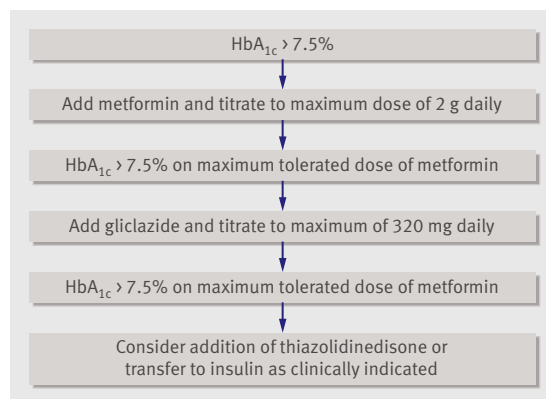 HbA1c > 7.5%
Add metformin and titrate to maximum dose of 2 g daily
HbA1c > 7.5% on maximum tolerated dose of metformin
Add gliclazide and titrate to maximum of 320 mg daily
HbA1c > 7.5% on maximum tolerated dose of metformin
Consider addition of thiazolidinedisone or
transfer to insulin as clinically indicated